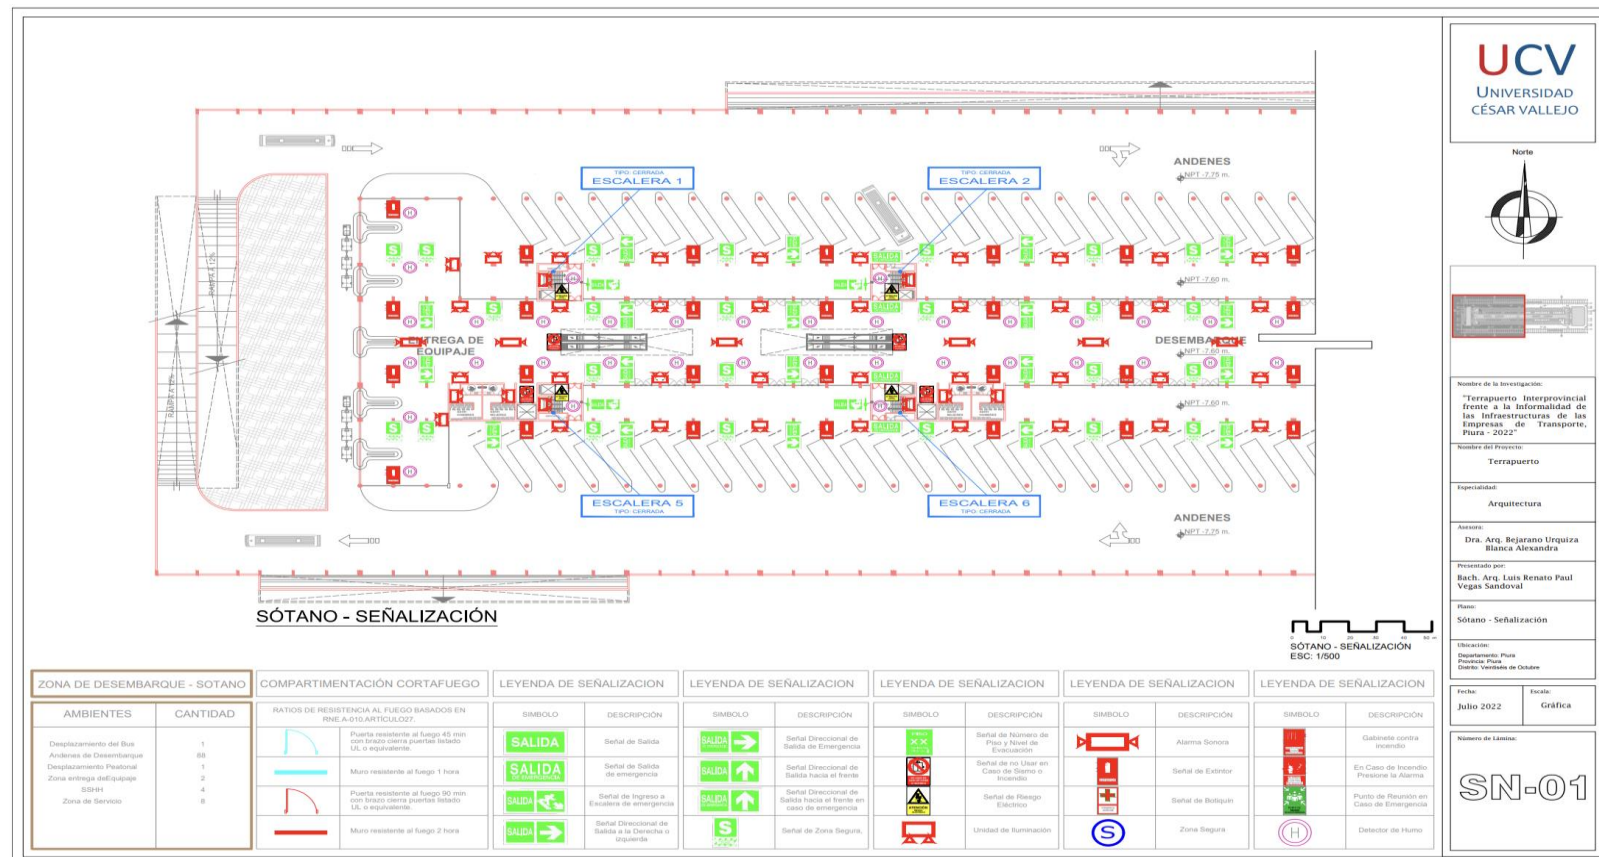 UCV
UNIVERSIDAD
CÉSAR VALLEJO
Norte
ANDENES
NPT -7.75 m.
TIPO: CERRADA
ESCALERA 1
TIPO: CERRADA
ESCALERA 2
RAMPA A 12%
RAMPA A 12%
NPT -7.60 m.
ENTREGA DE
EQUIPAJE
DESEMBARQUE
NPT -7.60 m.
NPT -7.60 m.
ESCALERA 5
TIPO: CERRADA
ESCALERA 6
TIPO: CERRADA
ANDENES
NPT -7.75 m.
SÓTANO - SEÑALIZACIÓN
0 10 20 30 40 50 m
SÓTANO - SEÑALIZACIÓN
ESC: 1/500
Nombre de la Investigación:
"Terrapuerto Interprovincial
frente a la Informalidad de
las Infraestructuras de las
Empresas de Transporte,
Piura - 2022"
Nombre del Proyecto:
Terrapuerto
Especialidad:
Arquitectura
Asesora:
Dra. Arq. Bejarano Urquiza
Blanca Alexandra
Presentado por:
Bach. Arq. Luis Renato Paul
Vegas Sandoval
Plano:
Sótano - Señalización
Ubicación:
Departamento: Piura
Provincia: Piura
Distrito: Veintiséis de Octubre
Fecha:
Julio 2022
Escala:
Gráfica
Número de Lámina:
SN-01
ZONA DE DESEMBARQUE - SOTANO
AMBIENTES CANTIDAD
Desplazamiento del Bus 1
Andenes de Desembarque 68
Desplazamiento Peatonal 1
Zona entrega deEquipaje 2
SSHH 4
Zona de Servicio 8
COMPARTIMENTACIÓN CORTAFUEGO
RATIOS DE RESISTENCIA AL FUEGO BASADOS EN
RNE.A-010.ARTÍCULO27.
Puerta resistente al fuego 45 min
con brazo cierra puertas listado
UL o equivalente.
Muro resistente al fuego 1 hora
Puerta resistente al fuego 90 min
con brazo cierra puertas listado
UL o equivalente.
Muro resistente al fuego 2 hora
LEYENDA DE SEÑALIZACION
SIMBOLO DESCRIPCIÓN
SALIDA Señal de Salida
SALIDA
DE EMERGENCIA
Señal de Salida
de emergencia
SALIDA
Señal de Ingreso a
Escalera de emergencia
SALIDA
Señal Direccional de
Salida a la Derecha o
Izquierda
LEYENDA DE SEÑALIZACION
SIMBOLO DESCRIPCIÓN
SALIDA
Señal Direccional de
Salida de Emergencia
SALIDA
Señal Direccional de
Salida hacia el frente
SALIDA
Señal Direccional de
Salida hacia el frente en
caso de emergencia
S
Señal de Zona Segura,
LEYENDA DE SEÑALIZACION
SIMBOLO DESCRIPCIÓN
XX
Señal de Número de
Piso y Nivel de
Evacuación
Señal de no Usar en
Caso de Sismo o
Incendio
Señal de Riesgo
Eléctrico
Unidad de Iluminación
LEYENDA DE SEÑALIZACION
SIMBOLO DESCRIPCIÓN
Alarma Sonora
Señal de Extintor
Señal de Botiquín
S
Zona Segura
LEYENDA DE SEÑALIZACION
SIMBOLO DESCRIPCIÓN
Gabinete contra
incendio
En Caso de Incendio
Presione la Alarma
Punto de Reunión en
Caso de Emergencia
H
Detector de Humo